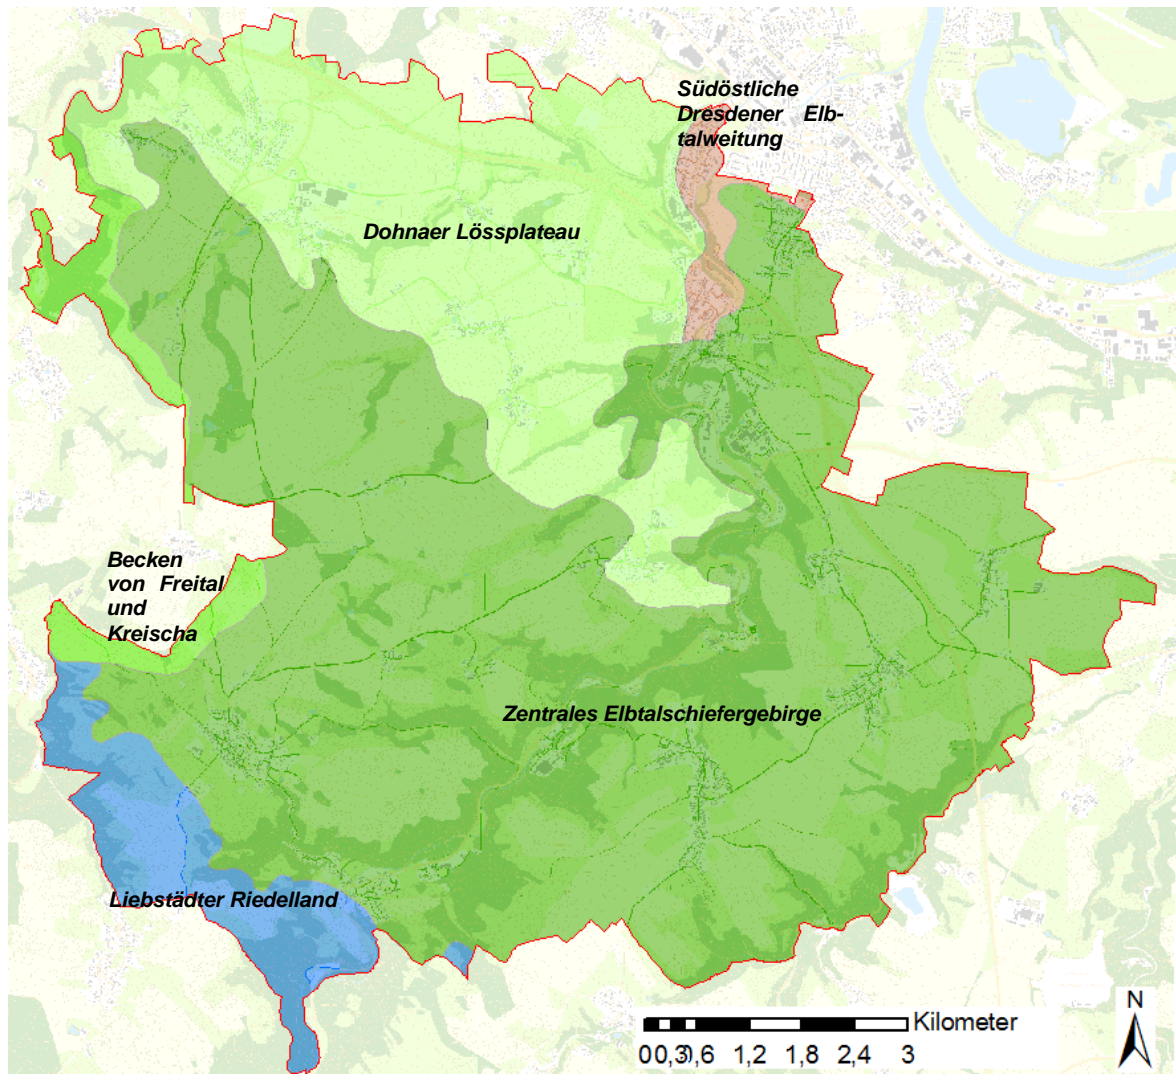 Südöstliche
Dresdener Elb-
talweitung
Dohnaer Lössplateau
Becken
von Freital
und
Kreischa
Zentrales Elbtalschiefergebirge
Liebstädter Riedelland
N
Kilometer
0 0,3 0,6 1,2 1,8 2,4 3